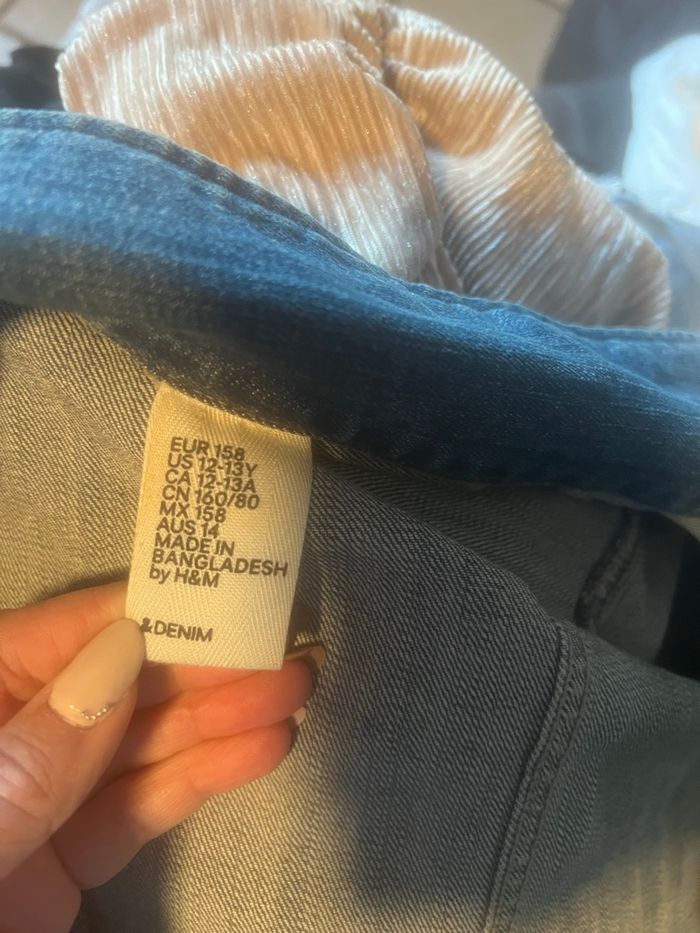 EUR 158
US 12-13Y
CA 12-13A
CN 160/80
MX 158
AUS 14
MADE IN
BANGLADESH
by H&M
&DENIM